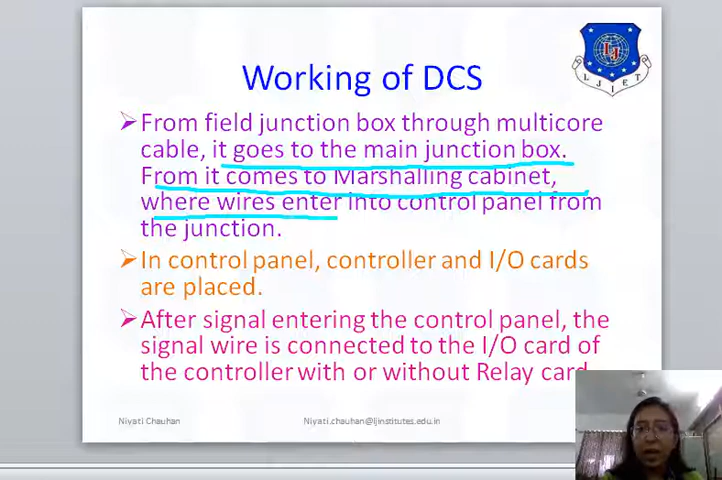 Working of DCS
LJIET
➢From field junction box through multicore
cable, it goes to the main junction box.
From it comes to Marshalling cabinet,
where wires enter into control panel from
the junction.
➢In control panel, controller and I/O cards
are placed.
➢After signal entering the control panel, the
signal wire is connected to the I/O card of
the controller with or without Relay card
Niyati Chauhan
Niyati.chauhan@ljinstitutes.edu.in